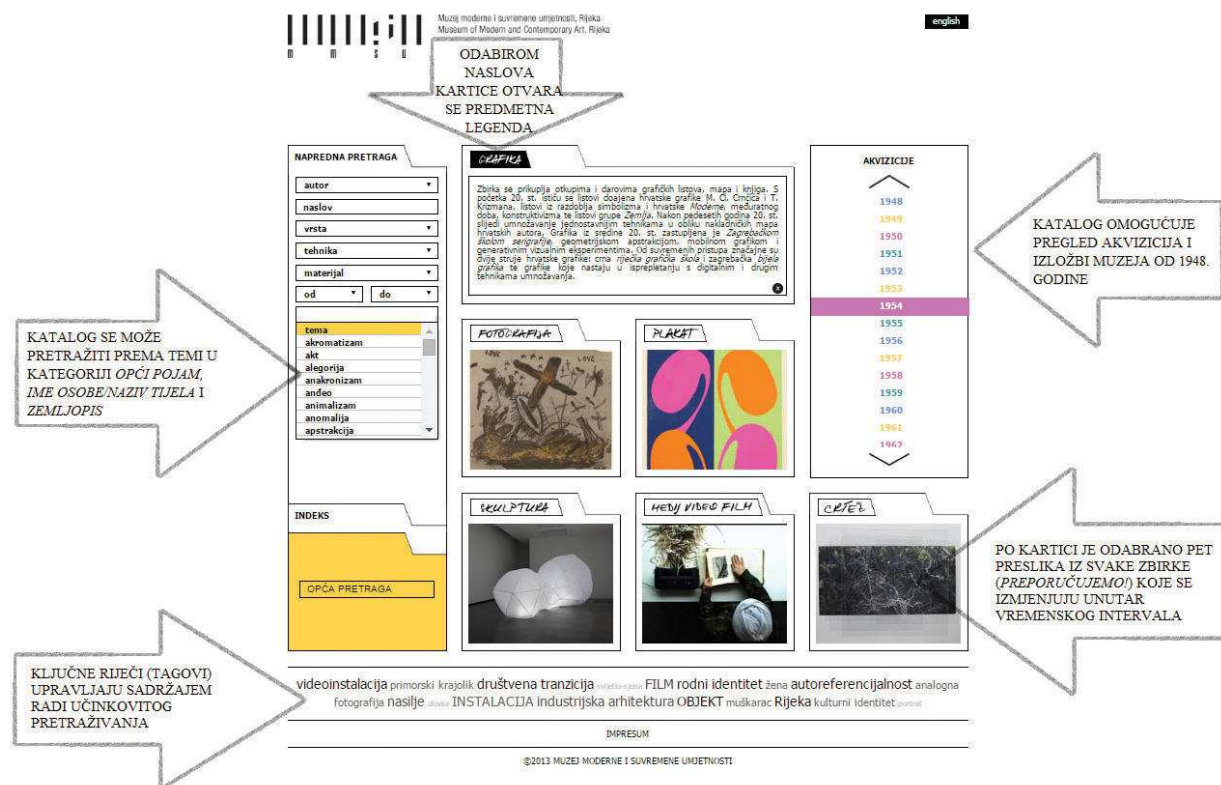 Muzej moderne i suvremene umjetnosti, Rijeka
Museum of Modern and Contemporary Art, Rijeka
m m s u
english
ODABIROM
NASLOVA
KARTICE OTVARA
SE PREDMETNA
LEGENDA
NAPREDNA PRETRAGA
autor
naslov
vrsta
tehnika
materijal
od do
tema
akromatizam
akt
alegorija
anakronizam
anđeo
animalizam
anomalija
apstrakcija
INDEKS
OPĆA PRETRAGA
GRAFIKA
Zbirka se prikuplja otkupima i darovima grafičkih listova, mapa i knjiga. S
početka 20. st. ističu se listovi doajena hrvatske grafike M. Cl. Crnčića i T.
Krizmana, listovi iz razdoblja simbolizma i hrvatske Moderne, međuratnog
doba, konstruktivizma te listovi grupe Zemlja. Nakon pedesetih godina 20. st.
slijedi umnožavanje jednostavnijim tehnikama u obliku nakladničkih mapa
hrvatskih autora. Grafika iz sredine 20. st. zastupljena je Zagrebačkom
školom serigrafije, geometrijskom apstrakcijom, mobilnom grafikom i
generativnim vizualnim eksperimentima. Od suvremenih pristupa značajne su
dvije struje hrvatske grafike: crna riječka grafička škola i zagrebačka bijela
grafika te grafike koje nastaju u isprepletanju s digitalnim i drugim
tehnikama umnožavanja.
x
FOTOGRAFIJA
LOVE
LOVE
PLAKAT
SKULPTURA
MEDIJ VIDEO FILM
CRTEŽ
AKVIZICIJE
1948
1949
1950
1951
1952
1953
1954
1955
1956
1957
1958
1959
1960
1961
1962
KATALOG OMOGUĆUJE
PREGLED AKVIZICIJA I
IZLOŽBI MUZEJA OD 1948.
GODINE
KATALOG SE MOŽE
PRETRAŽITI PREMA TEMI U
KATEGORIJI OPĆI POJAM,
IME OSOBE/NAZIV TIJELA I
ZEMLJOPIS
PO KARTICI JE ODABRANO PET
PRESLIKA IZ SVAKE ZBIRKE
(PREPORUČUJEMO!) KOJE SE
IZMJENJUJU UNUTAR
VREMENSKOG INTERVALA
KLJUČNE RIJEČI (TAGOVI)
UPRAVLJAJU SADRŽAJEM
RADI UČINKOVITOG
PRETRAŽIVANJA
videoinstalacija primorski krajolik društvena tranzicija FILM rodni identitet žena autoreferencijalnost analogna
fotografija nasilje INSTALACIJA industrijska arhitektura OBJEKT muškarac Rijeka kulturni identitet portret
IMPRESUM
©2013 MUZEJ MODERNE I SUVREMENE UMJETNOSTI